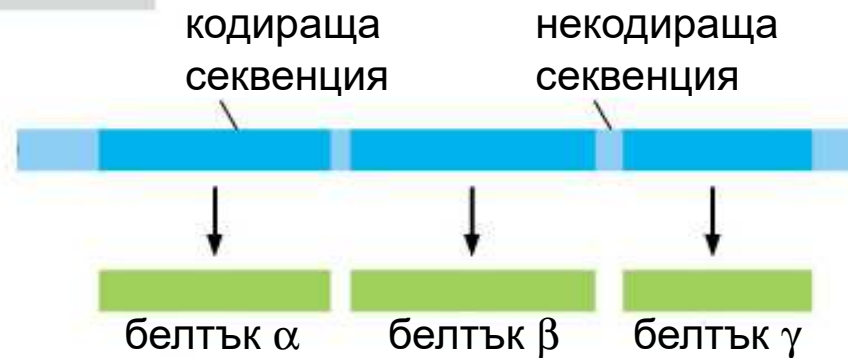 кодираща
секвенция
некодираща
секвенция
белтък α
белтък β
белтък γ